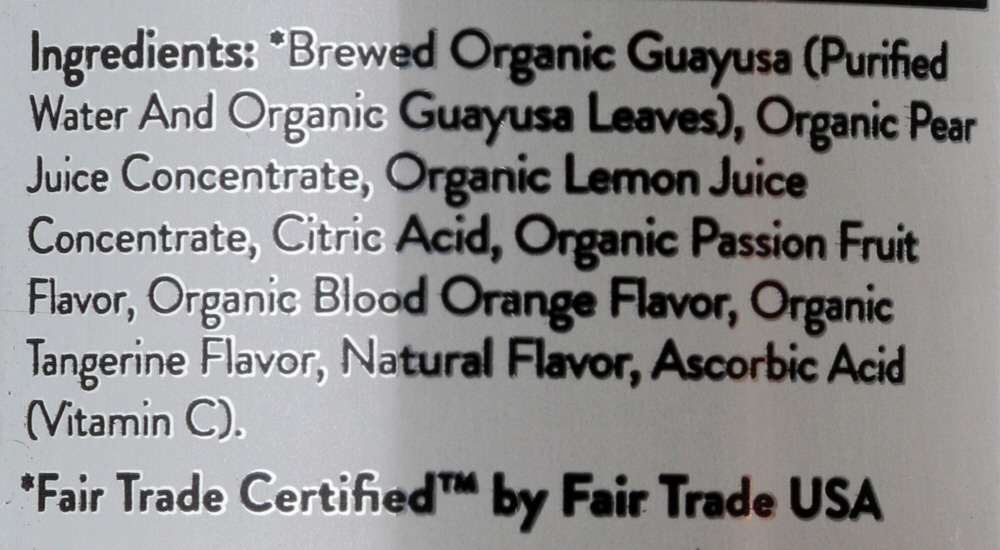 Ingredients: *Brewed Organic Guayusa (Purified
Water And Organic Guayusa Leaves), Organic Pear
Juice Concentrate, Organic Lemon Juice
Concentrate, Citric Acid, Organic Passion Fruit
Flavor, Organic Blood Orange Flavor, Organic
Tangerine Flavor, Natural Flavor, Ascorbic Acid
(Vitamin C).
*Fair Trade Certified™ by Fair Trade USA